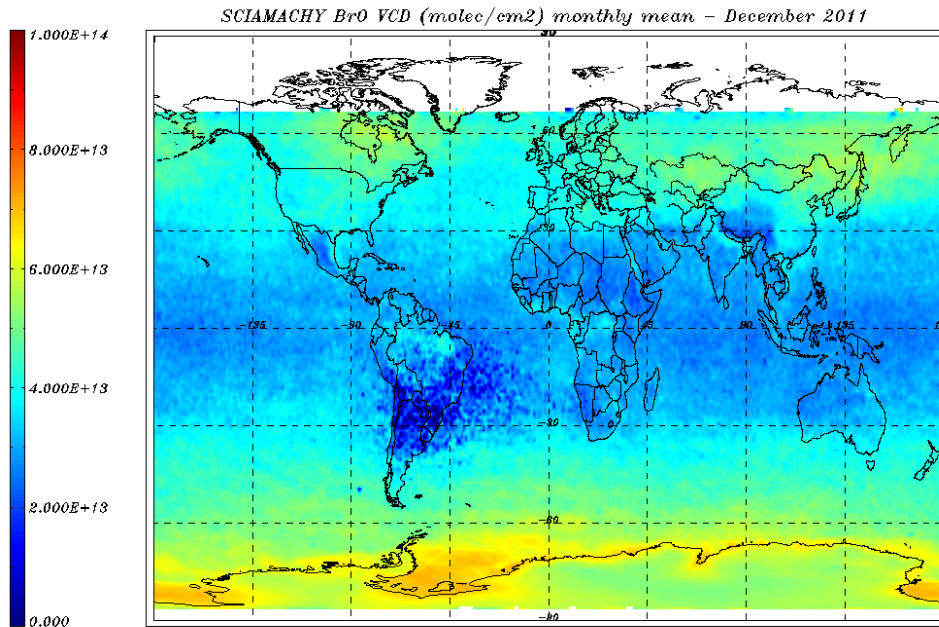 SCIAMACHY BrO VCD (molec/cm2) monthly mean – December 2011
1.000E+14
8.000E+13
6.000E+13
4.000E+13
2.000E+13
0.000
60
30
-135
-90
-45
0
45
90
135
-30
-60
-90